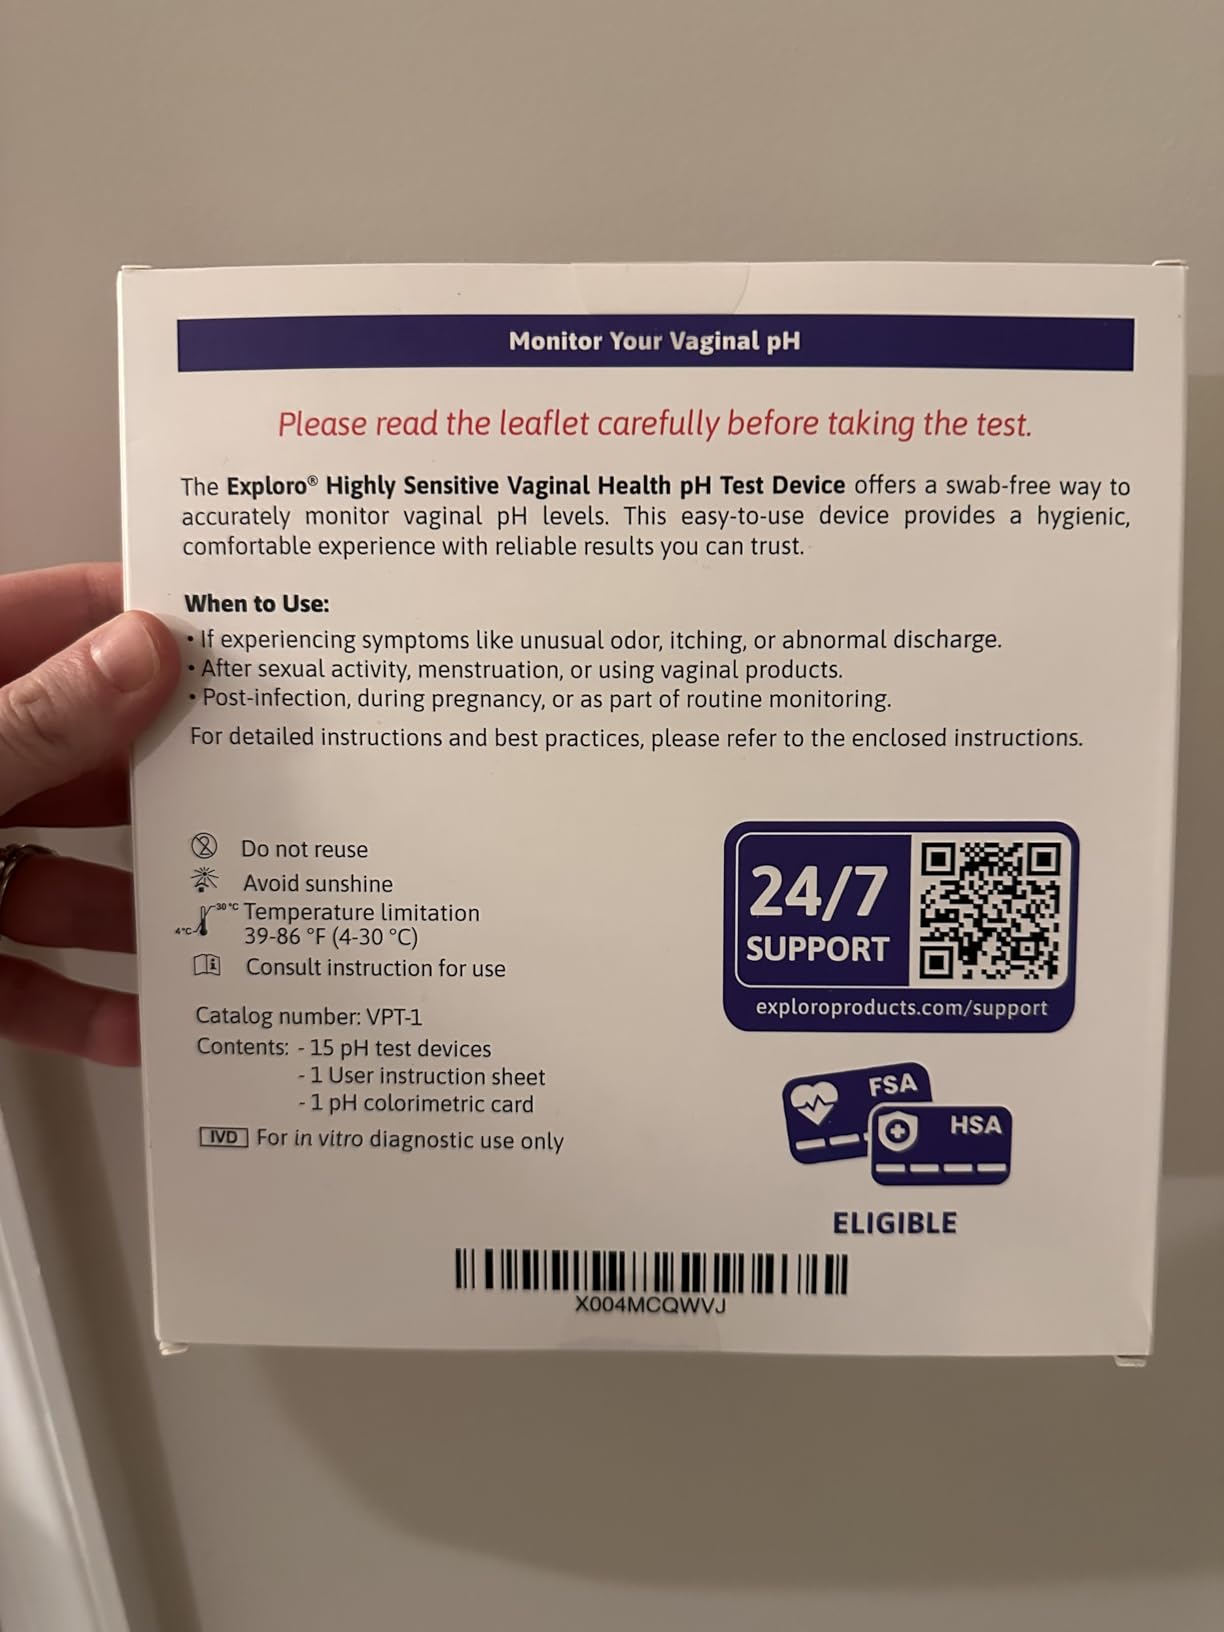 Monitor Your Vaginal pH
Please read the leaflet carefully before taking the test.
The Exploro® Highly Sensitive Vaginal Health pH Test Device offers a swab-free way to
accurately monitor vaginal pH levels. This easy-to-use device provides a hygienic,
comfortable experience with reliable results you can trust.
When to Use:
• If experiencing symptoms like unusual odor, itching, or abnormal discharge.
• After sexual activity, menstruation, or using vaginal products.
• Post-infection, during pregnancy, or as part of routine monitoring.
For detailed instructions and best practices, please refer to the enclosed instructions.
2 Do not reuse
Avoid sunshine
30°C Temperature limitation
4°C 39-86 °F (4-30 °C)
i Consult instruction for use
Catalog number: VPT-1
Contents: - 15 pH test devices
- 1 User instruction sheet
- 1 pH colorimetric card
IVD For in vitro diagnostic use only
24/7
SUPPORT
exploroproducts.com/support
FSA
HSA
ELIGIBLE
X004MCQWVJ